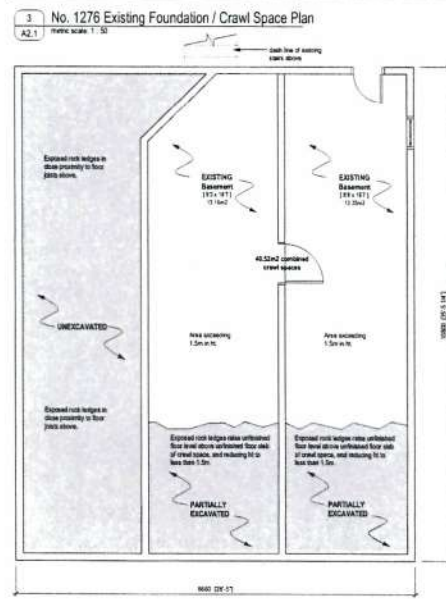 3
A2.1
No. 1276 Existing Foundation / Crawl Space Plan
metric scale 1 : 50
dash line of existing
stairs above
Exposed rock ledges in
close proximity to floor
joists above.
EXISTING
Basement
EXISTING
Basement
40.52m2 combined
crawl spaces
UNEXCAVATED
Area exceeding
1.5m in ht.
Area exceeding
1.5m in ht.
Exposed rock ledges in
close proximity to floor
joists above.
Exposed rock ledges raise unfinished
floor level above unfinished floor slab
of crawl space, and reducing ht to
less than 1.5m.
Exposed rock ledges raise unfinished
floor level above unfinished floor slab
of crawl space, and reducing ht to
less than 1.5m.
PARTIALLY
EXCAVATED
PARTIALLY
EXCAVATED